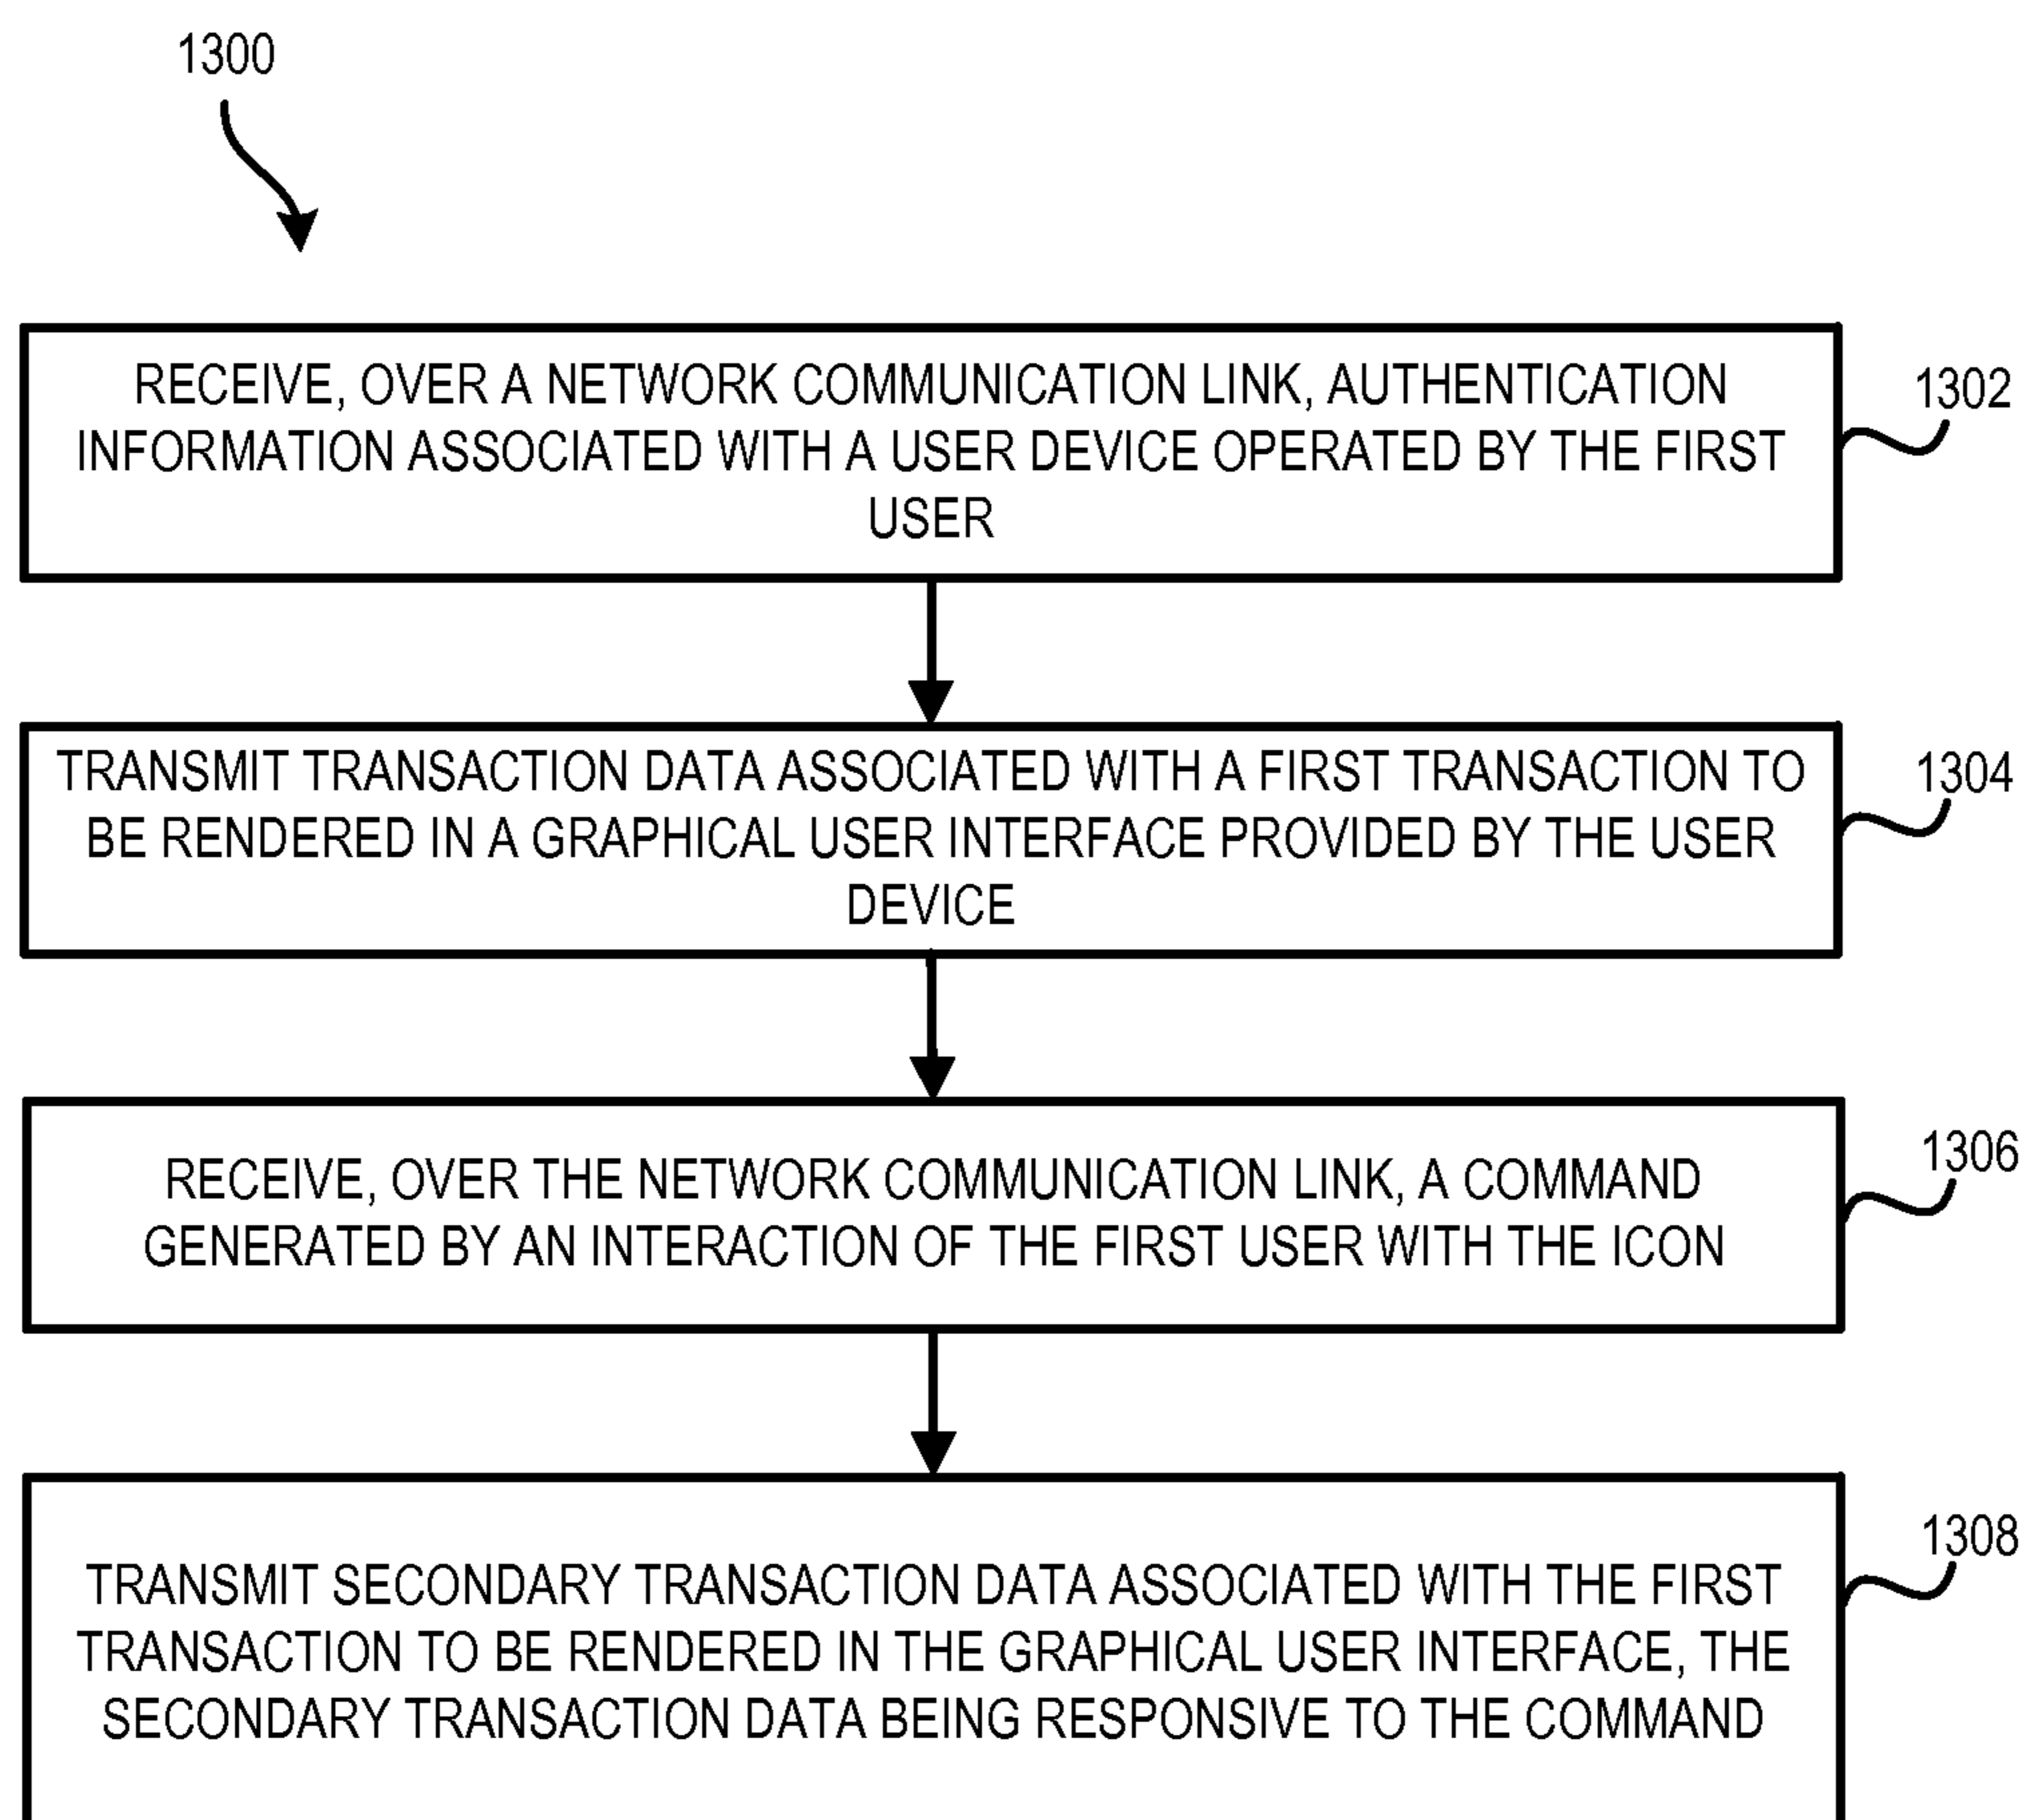 1300
RECEIVE, OVER A NETWORK COMMUNICATION LINK, AUTHENTICATION
INFORMATION ASSOCIATED WITH A USER DEVICE OPERATED BY THE FIRST
USER
1302
TRANSMIT TRANSACTION DATA ASSOCIATED WITH A FIRST TRANSACTION TO
BE RENDERED IN A GRAPHICAL USER INTERFACE PROVIDED BY THE USER
DEVICE
1304
RECEIVE, OVER THE NETWORK COMMUNICATION LINK, A COMMAND
GENERATED BY AN INTERACTION OF THE FIRST USER WITH THE ICON
1306
TRANSMIT SECONDARY TRANSACTION DATA ASSOCIATED WITH THE FIRST
TRANSACTION TO BE RENDERED IN THE GRAPHICAL USER INTERFACE, THE
SECONDARY TRANSACTION DATA BEING RESPONSIVE TO THE COMMAND
1308